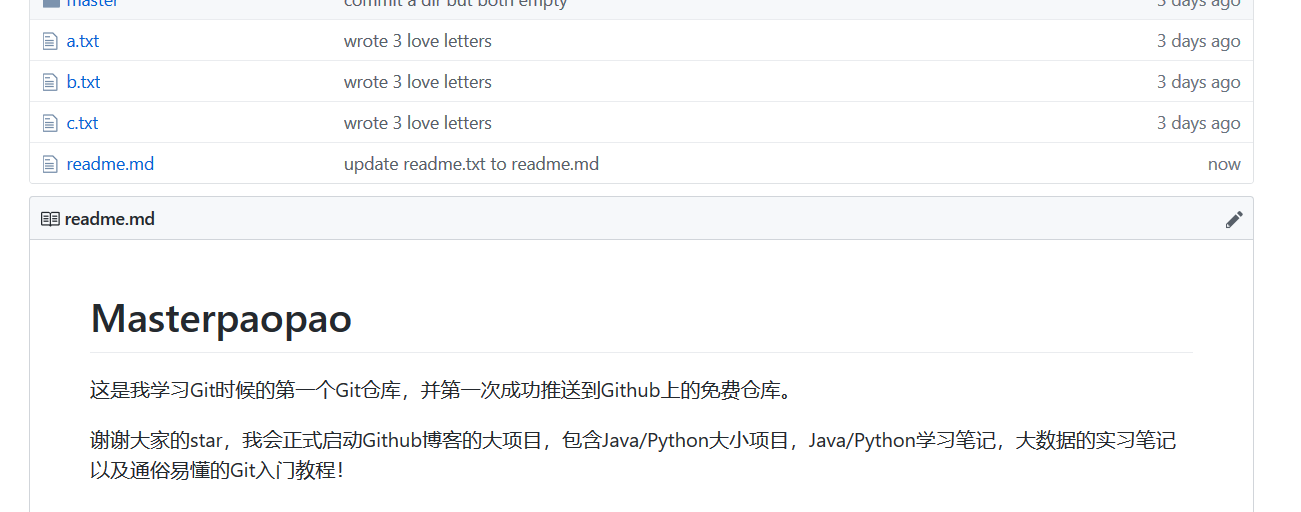 master commit a dir but both empty 3 days ago
a.txt wrote 3 love letters 3 days ago
b.txt wrote 3 love letters 3 days ago
c.txt wrote 3 love letters 3 days ago
readme.md update readme.txt to readme.md now
readme.md
Masterpaopao
这是我学习Git时候的第一个Git仓库，并第一次成功推送到Github上的免费仓库。
谢谢大家的star，我会正式启动Github博客的大项目，包含Java/Python大小项目，Java/Python学习笔记，大数据的实习笔记
以及通俗易懂的Git入门教程！